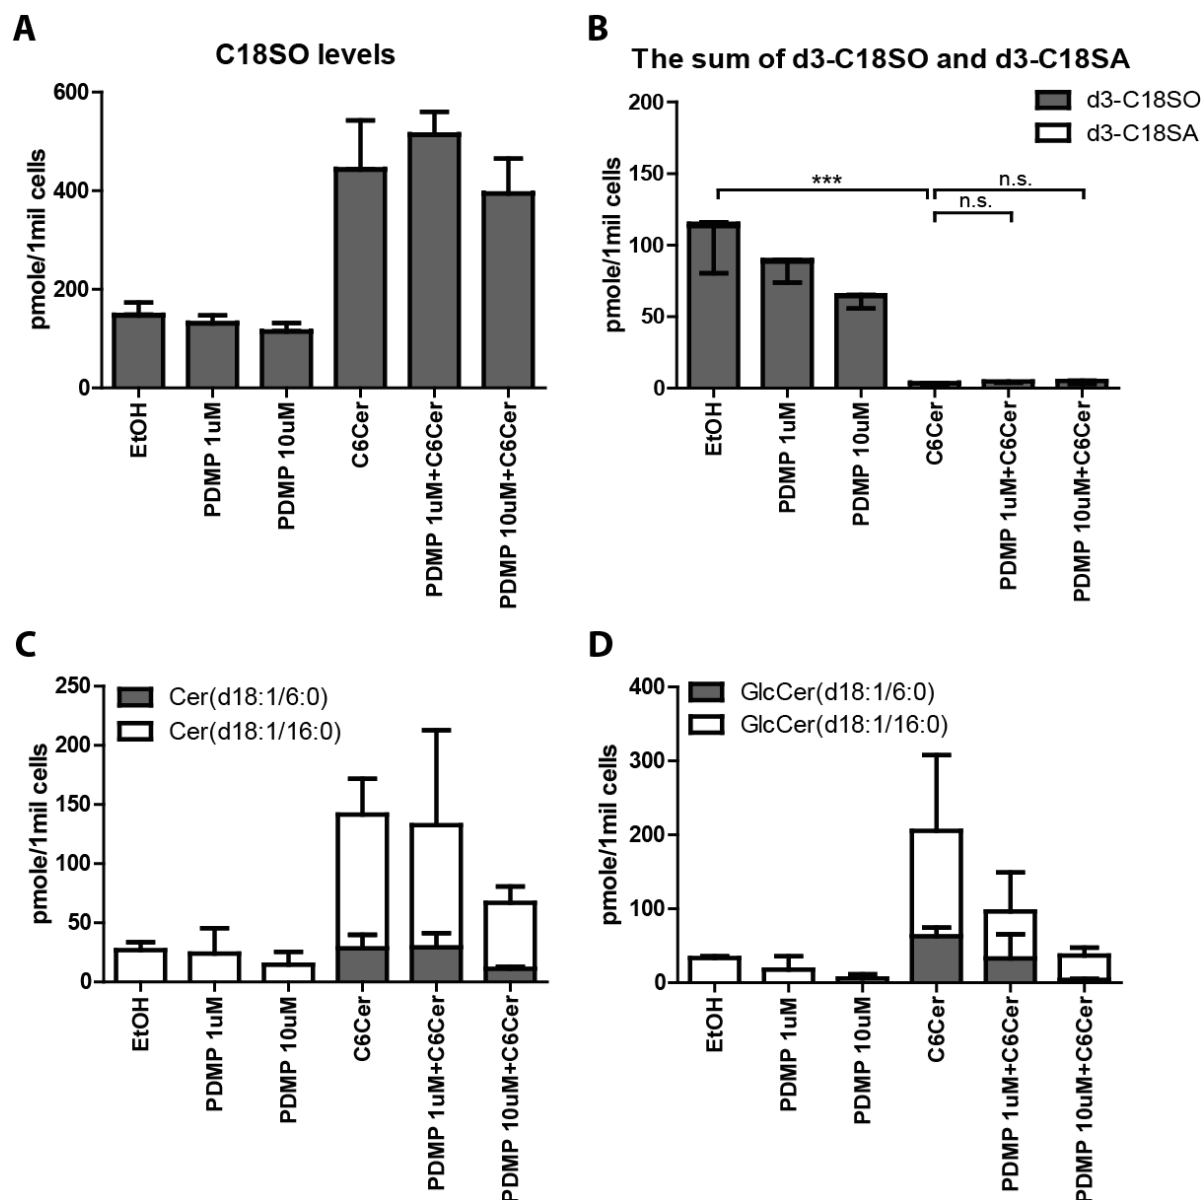 A
C18SO levels
pmole/1mil cells
600
400
200
0
EtOH
PDMP 1uM
PDMP 10uM
C6Cer
PDMP 1uM+C6Cer
PDMP 10uM+C6Cer
B
The sum of d3-C18SO and d3-C18SA
d3-C18SO
d3-C18SA
pmole/1mil cells
200
150
100
50
0
***
n.s.
n.s.
EtOH
PDMP 1uM
PDMP 10uM
C6Cer
PDMP 1uM+C6Cer
PDMP 10uM+C6Cer
C
Cer(d18:1/6:0)
Cer(d18:1/16:0)
pmole/1mil cells
250
200
150
100
50
0
EtOH
PDMP 1uM
PDMP 10uM
C6Cer
PDMP 1uM+C6Cer
PDMP 10uM+C6Cer
D
GlcCer(d18:1/6:0)
GlcCer(d18:1/16:0)
pmole/1mil cells
400
300
200
100
0
EtOH
PDMP 1uM
PDMP 10uM
C6Cer
PDMP 1uM+C6Cer
PDMP 10uM+C6Cer